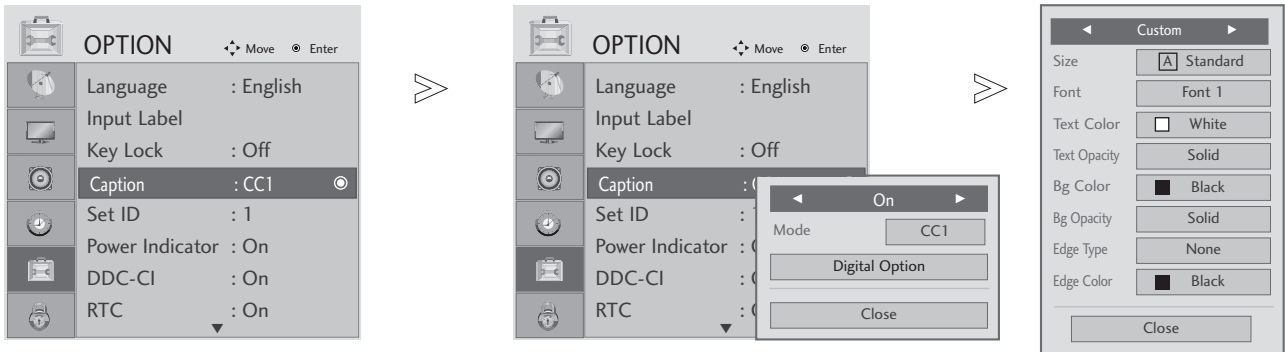 OPTION Move Enter
Language : English
Input Label
Key Lock : Off
Caption : CC1
Set ID : 1
Power Indicator : On
DDC-CI : On
RTC : On
OPTION Move Enter
Language : English
Input Label
Key Lock : Off
Caption :
Set ID :
Power Indicator :
DDC-CI :
RTC :
On
Mode CC1
Digital Option
Close
Custom
Size A Standard
Font Font 1
Text Color White
Text Opacity Solid
Bg Color Black
Bg Opacity Solid
Edge Type None
Edge Color Black
Close